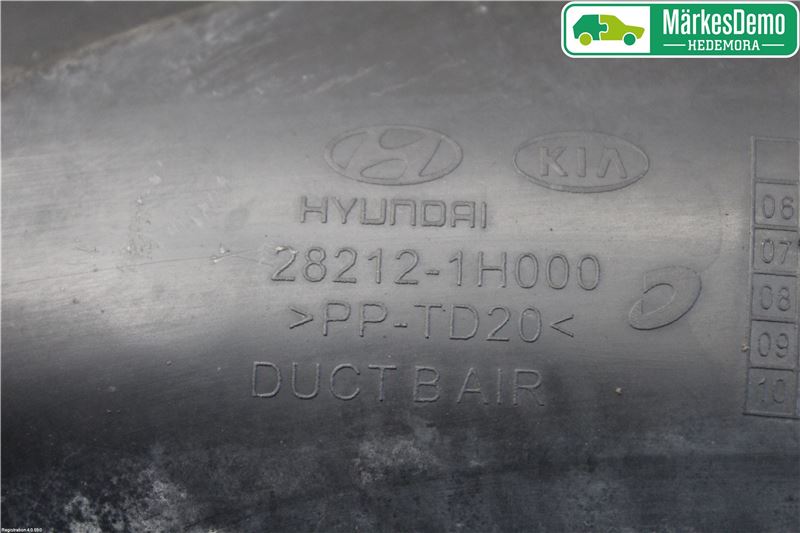 MärkesDemo
HEDEMORA
KIA
HYUNDAI
28212-1H000
>PP-TD20<
DUCT B AIR
06
07
08
09
10